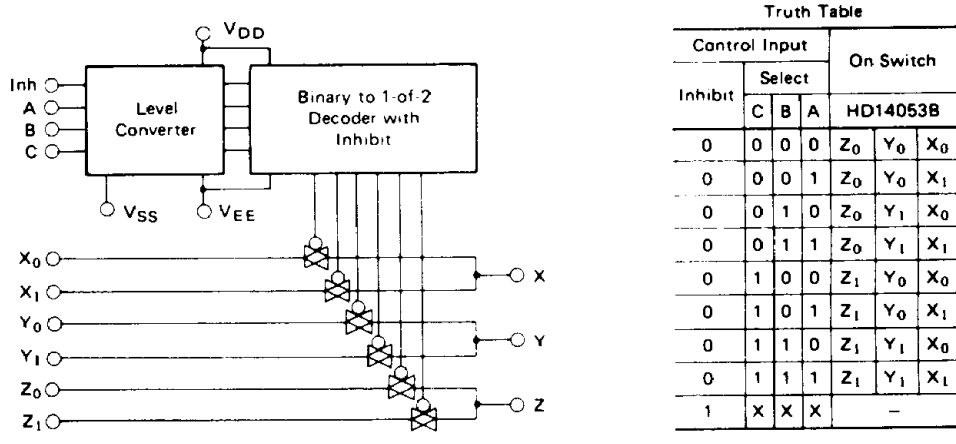 VDD
Inh
A
B
C
Level
Converter
Binary to 1-of-2
Decoder with
Inhibit
VSS
VEE
X0
X1
X
Y0
Y1
Y
Z0
Z1
Z
Truth Table
Control Input On Switch
Inhibit Select
C B A HD14053B
0 0 0 0 Z0 Y0 X0
0 0 0 1 Z0 Y0 X1
0 0 1 0 Z0 Y1 X0
0 0 1 1 Z0 Y1 X1
0 1 0 0 Z1 Y0 X0
0 1 0 1 Z1 Y0 X1
0 1 1 0 Z1 Y1 X0
0 1 1 1 Z1 Y1 X1
1 X X X –